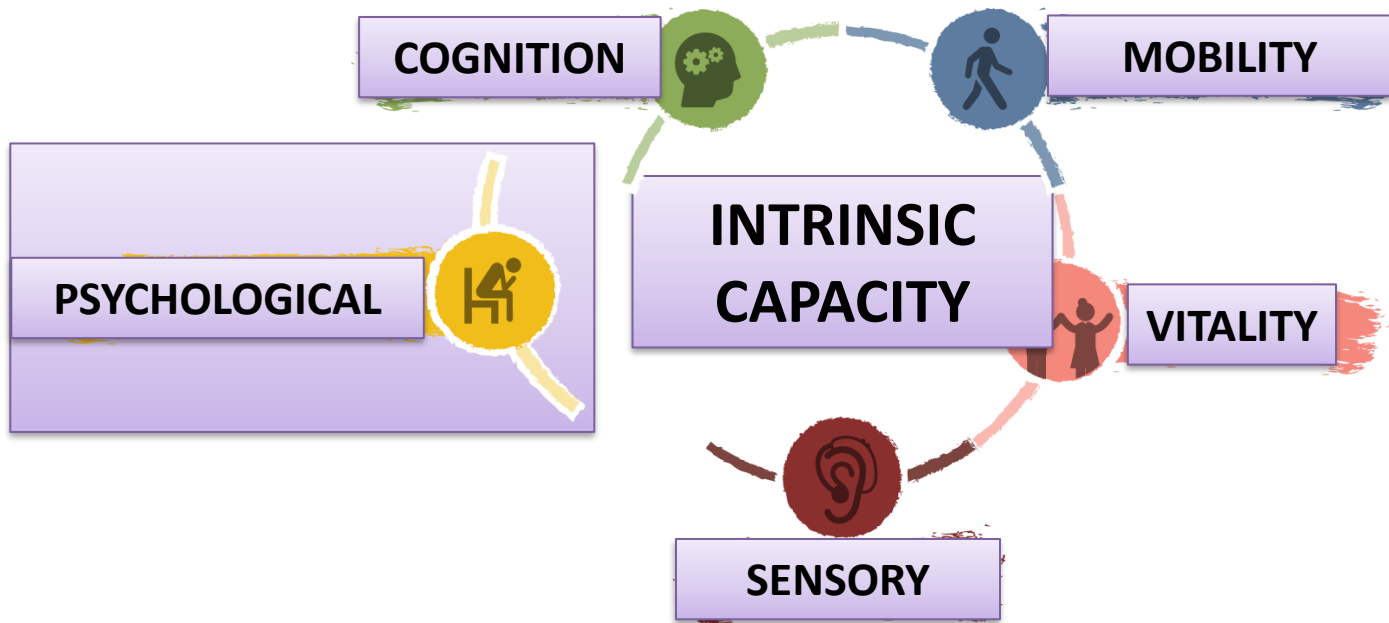 COGNITION
MOBILITY
INTRINSIC
CAPACITY
PSYCHOLOGICAL
VITALITY
SENSORY